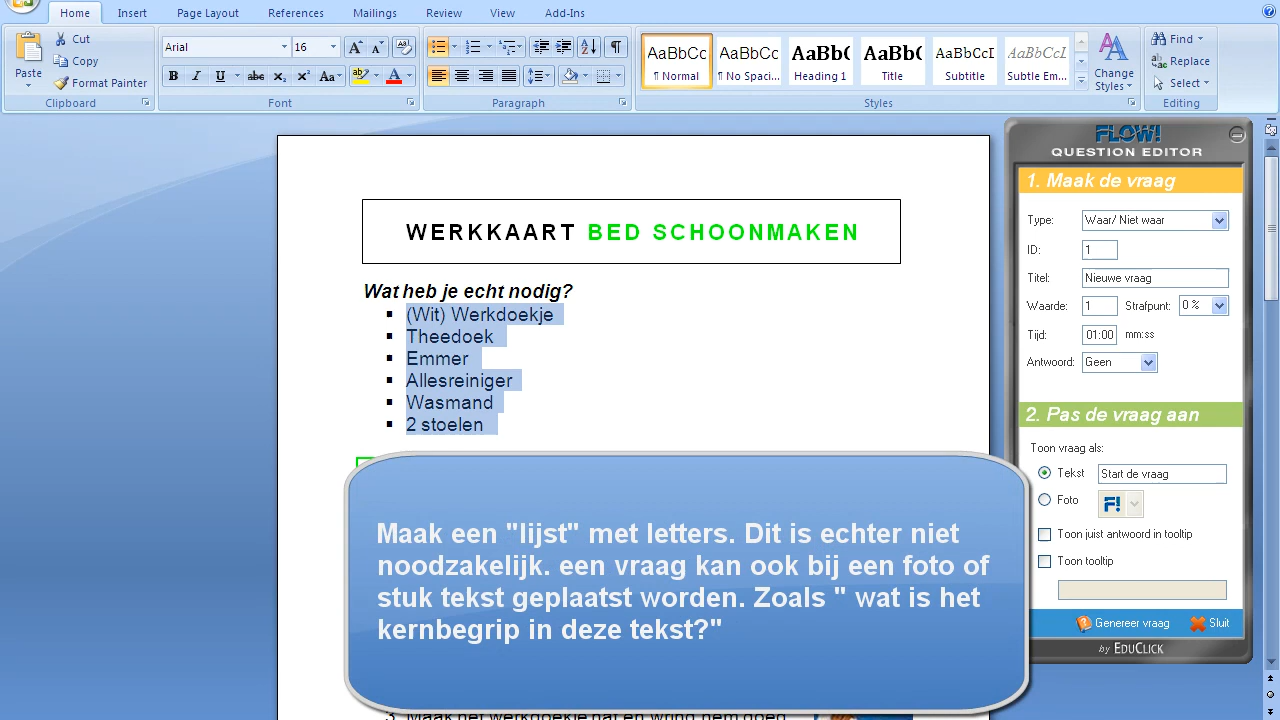 Home Insert Page Layout References Mailings Review View Add-Ins
Cut
Copy
Format Painter
Paste
Clipboard
Arial 16
Font
Paragraph
AaBbCc AaBbCc AaBbC AaBbC AaBbCcI AaBbCcI
¶ Normal ¶ No Spaci... Heading 1 Title Subtitle Subtle Em...
Change
Styles
Styles
Find
Replace
Select
Editing
WERKKAART BED SCHOONMAKEN
Wat heb je echt nodig?
(Wit) Werkdoekje
Theedoek
Emmer
Allesreiniger
Wasmand
2 stoelen
Maak een "lijst" met letters. Dit is echter niet
noodzakelijk. een vraag kan ook bij een foto of
stuk tekst geplaatst worden. Zoals " wat is het
kernbegrip in deze tekst?"
FLOW!
QUESTION EDITOR
1. Maak de vraag
Type: Waar/ Niet waar
ID: 1
Titel: Nieuwe vraag
Waarde: 1 Strafpunt: 0 %
Tijd: 01:00 mm:ss
Antwoord: Geen
2. Pas de vraag aan
Toon vraag als:
Tekst Start de vraag
Foto F!
Toon juist antwoord in tooltip
Toon tooltip
Genereer vraag Sluit
by EDUCLICK